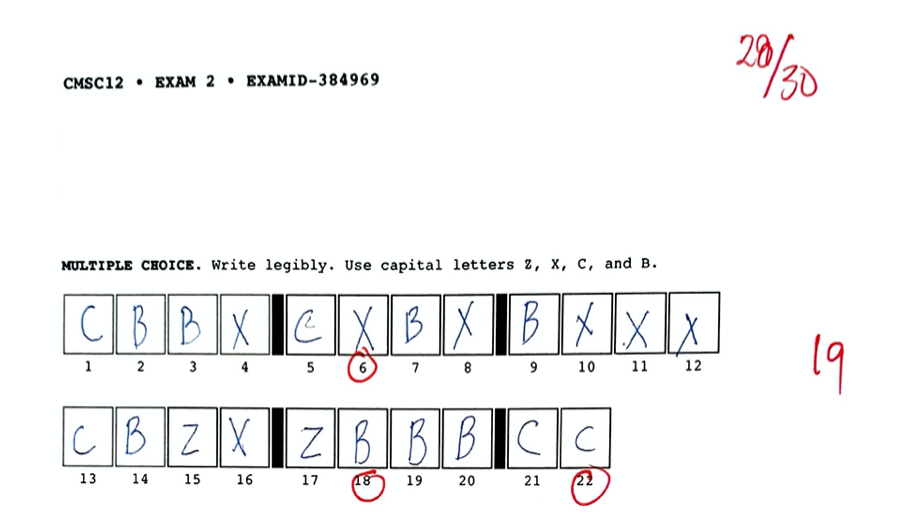 28/30
CMSC12 • EXAM 2 • EXAMID-384969
MULTIPLE CHOICE. Write legibly. Use capital letters Z, X, C, and B.
C B B X C X B X B X X X
1 2 3 4 5 6 7 8 9 10 11 12
19
C B Z X Z B B B C C
13 14 15 16 17 18 19 20 21 22